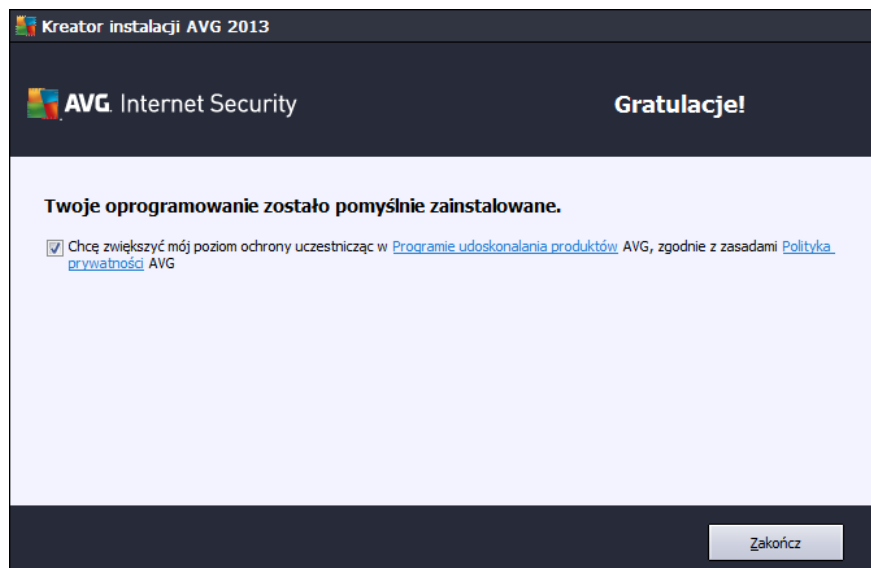 Kreator instalacji AVG 2013
AVG. Internet Security
Gratulacje!
Twoje oprogramowanie zostało pomyślnie zainstalowane.
Chcę zwiększyć mój poziom ochrony uczestnicząc w Programie udoskonalania produktów AVG, zgodnie z zasadami Polityka
prywatności AVG
Zakończ